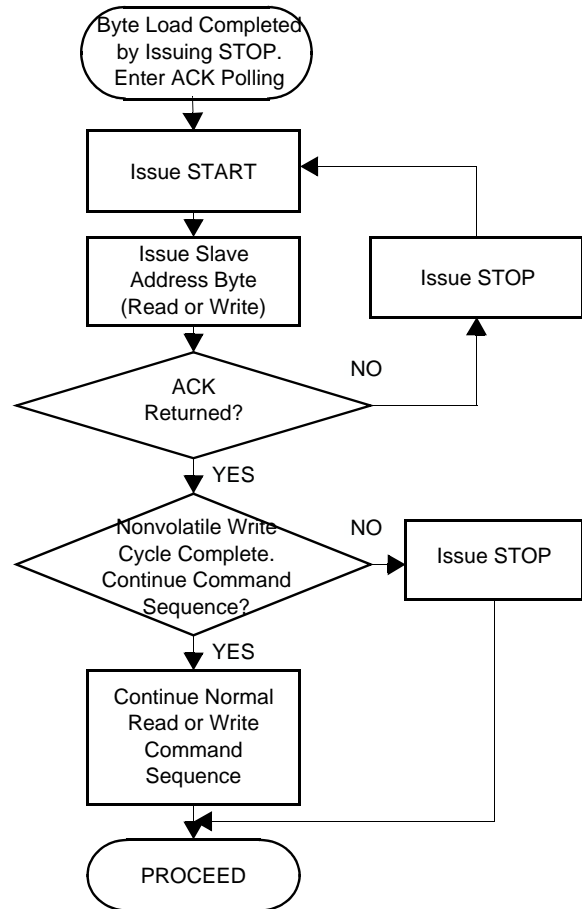 Byte Load Completed
by Issuing STOP.
Enter ACK Polling
Issue START
Issue Slave
Address Byte
(Read or Write)
Issue STOP
ACK
Returned?
NO
YES
Nonvolatile Write
Cycle Complete.
Continue Command
Sequence?
NO
Issue STOP
YES
Continue Normal
Read or Write
Command
Sequence
PROCEED